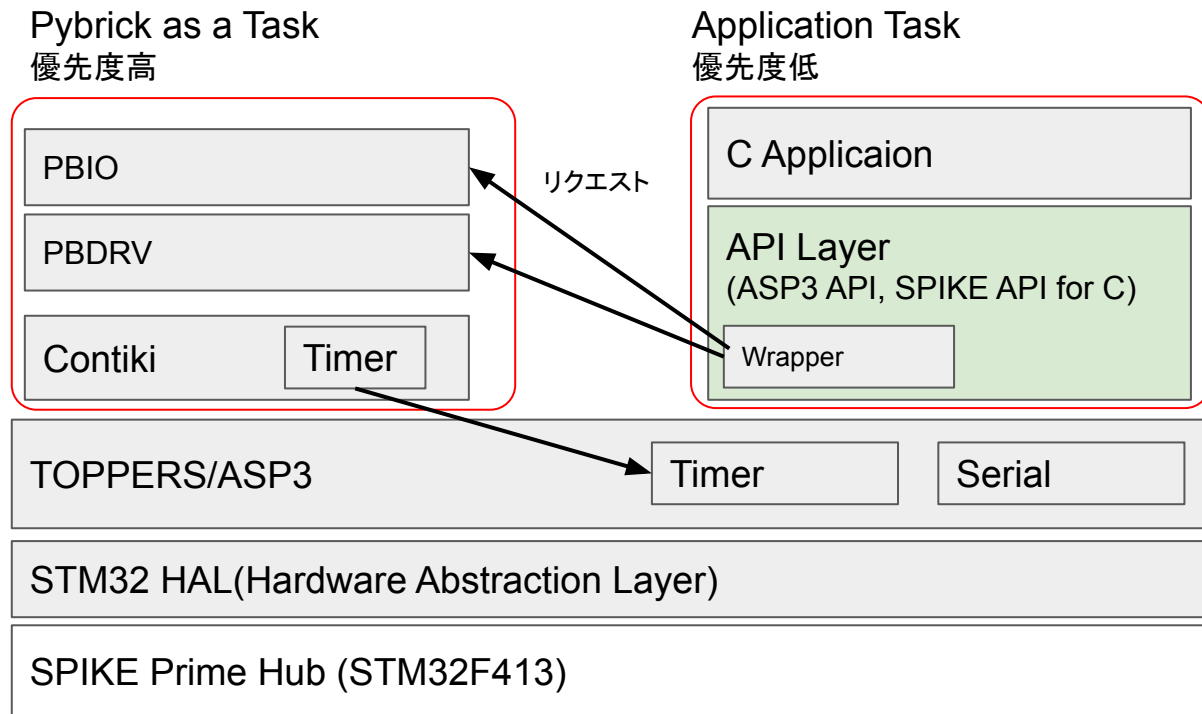 Pybrick as a Task
優先度高
Application Task
優先度低
PBIO
PBDRV
Contiki
Timer
リクエスト
C Applicaion
API Layer
(ASP3 API, SPIKE API for C)
Wrapper
TOPPERS/ASP3
Timer
Serial
STM32 HAL(Hardware Abstraction Layer)
SPIKE Prime Hub (STM32F413)